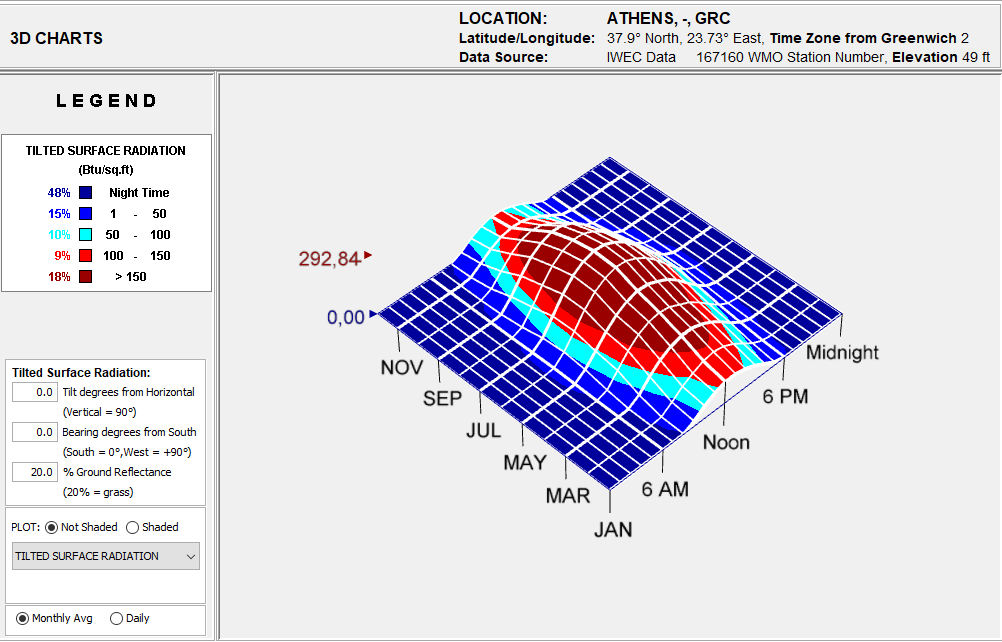 3D CHARTS
LOCATION: ATHENS, -, GRC
Latitude/Longitude: 37.9° North, 23.73° East, Time Zone from Greenwich 2
Data Source: IWEC Data 167160 WMO Station Number, Elevation 49 ft
LEGEND
TILTED SURFACE RADIATION
(Btu/sq.ft)
48% Night Time
15% 1 - 50
10% 50 - 100
9% 100 - 150
18% > 150
Tilted Surface Radiation:
0.0 Tilt degrees from Horizontal
(Vertical = 90°)
0.0 Bearing degrees from South
(South = 0°,West = +90°)
20.0 % Ground Reflectance
(20% = grass)
PLOT: Not Shaded Shaded
TILTED SURFACE RADIATION
Monthly Avg Daily
292,84
0,00
NOV
SEP
JUL
MAY
MAR
JAN
6 AM
Noon
6 PM
Midnight